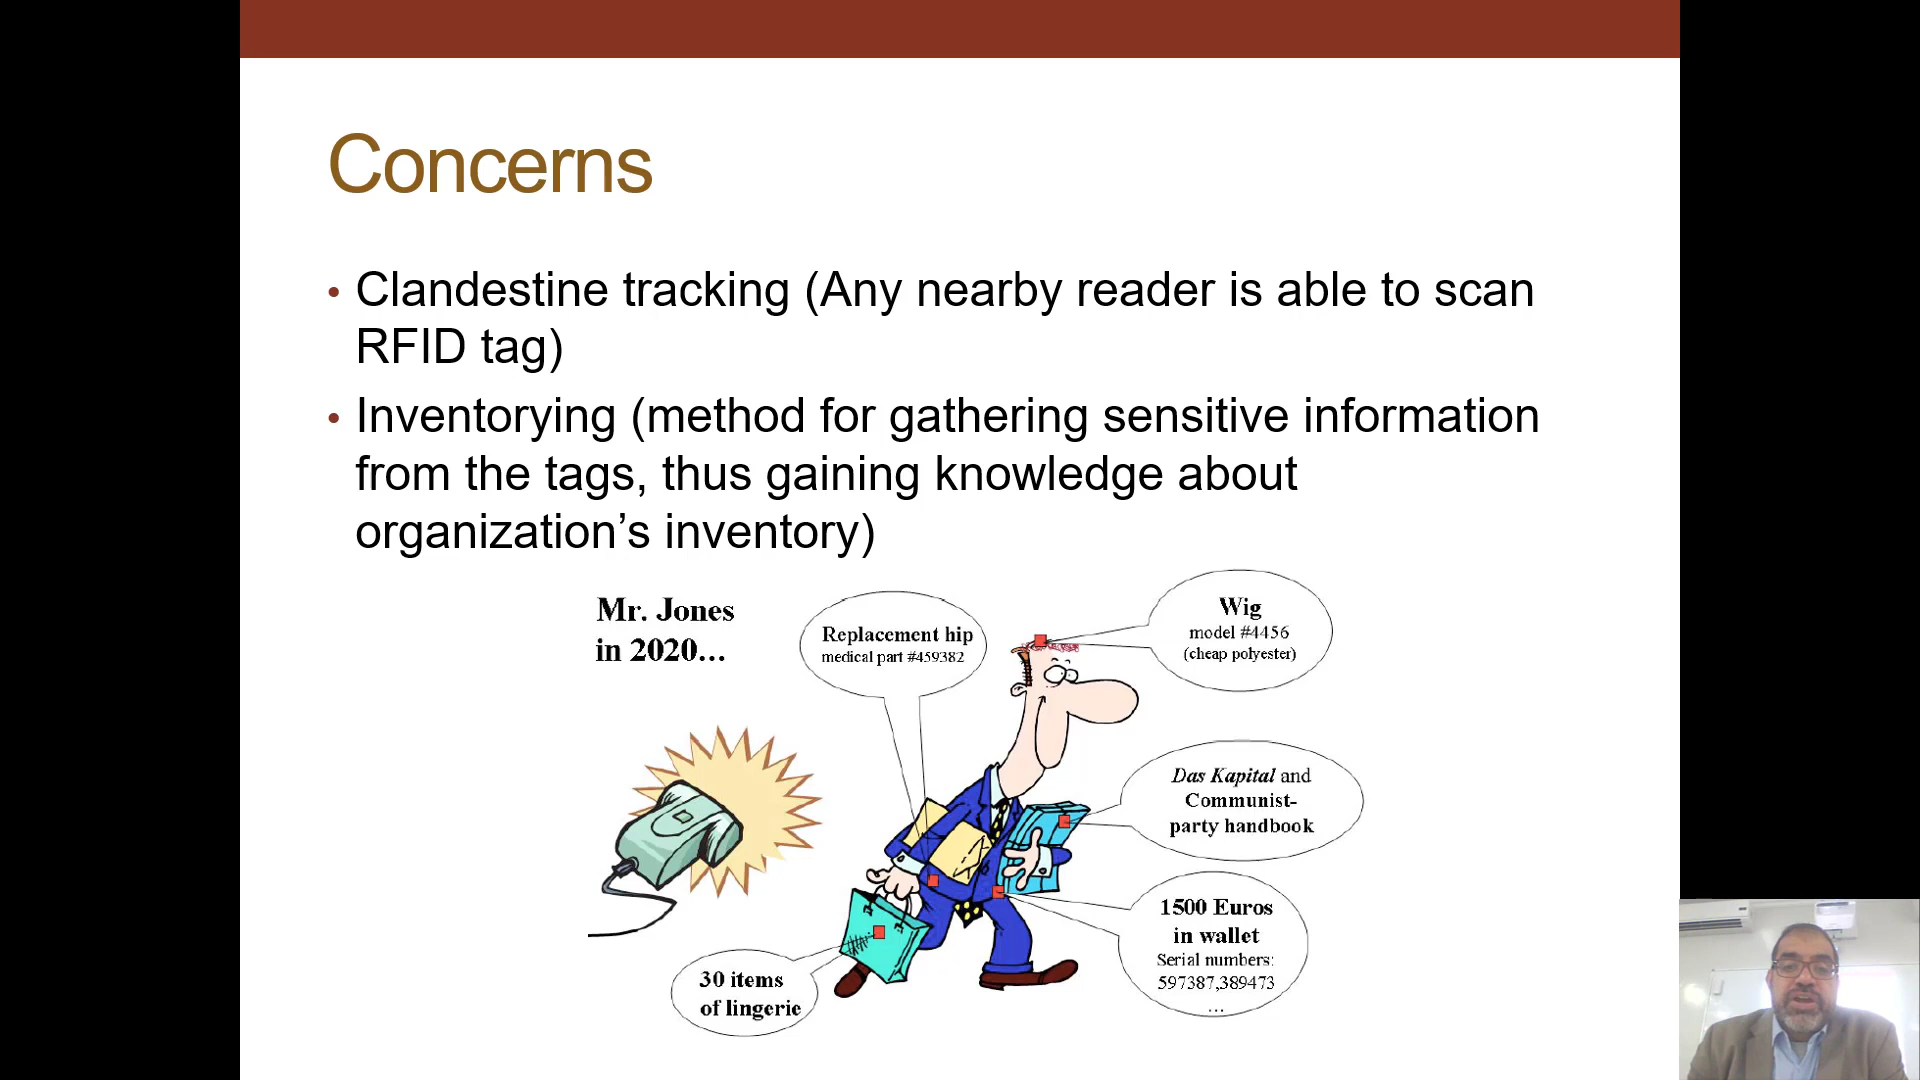 Concerns
• Clandestine tracking (Any nearby reader is able to scan
RFID tag)
• Inventorying (method for gathering sensitive information
from the tags, thus gaining knowledge about
organization’s inventory)
Mr. Jones
in 2020…
Replacement hip
medical part #459382
Wig
model #4456
(cheap polyester)
Das Kapital and
Communist-
party handbook
1500 Euros
in wallet
Serial numbers:
597387,389473
…
30 items
of lingerie